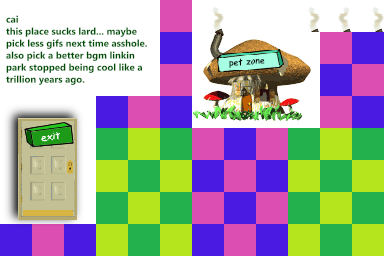 cai
this place sucks lard... maybe
pick less gifs next time asshole.
also pick a better bgm linkin
park stopped being cool like a
trillion years ago.
pet zone
exit